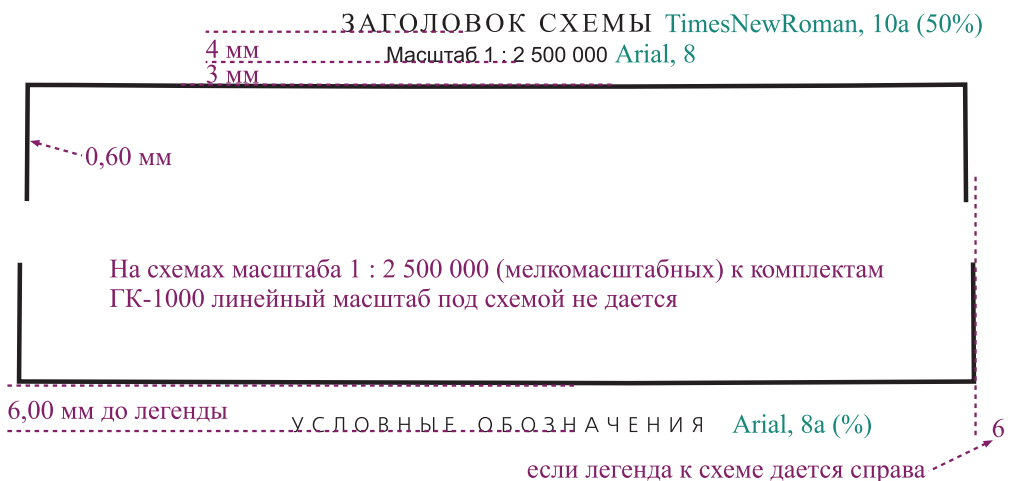 ЗАГОЛОВОК СХЕМЫ TimesNewRoman, 10a (50%)
4 мм
Масштаб 1 : 2 500 000 Arial, 8
3 мм
0,60 мм
На схемах масштаба 1 : 2 500 000 (мелкомасштабных) к комплектам
ГК-1000 линейный масштаб под схемой не дается
6,00 мм до легенды
УСЛОВНЫЕ ОБОЗНАЧЕНИЯ Arial, 8a (%)
6
если легенда к схеме дается справа